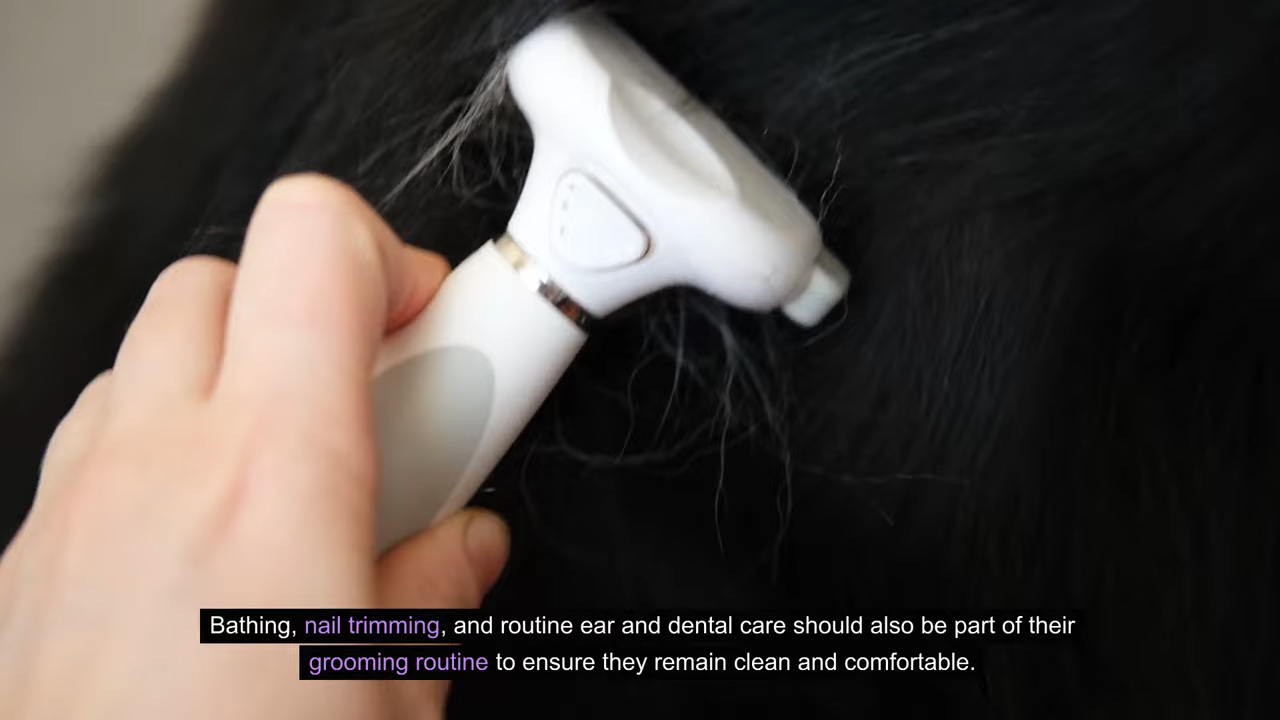 Bathing, nail trimming, and routine ear and dental care should also be part of their
grooming routine to ensure they remain clean and comfortable.